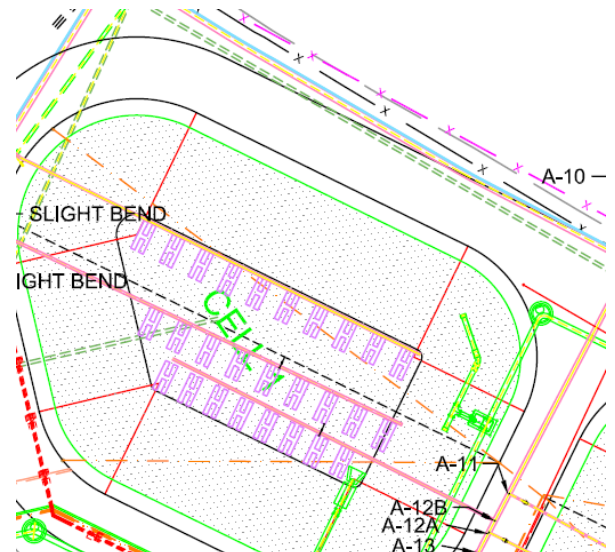 A-10
SLIGHT BEND
IGHT BEND
A-11
A-12B
A-12A
A-13